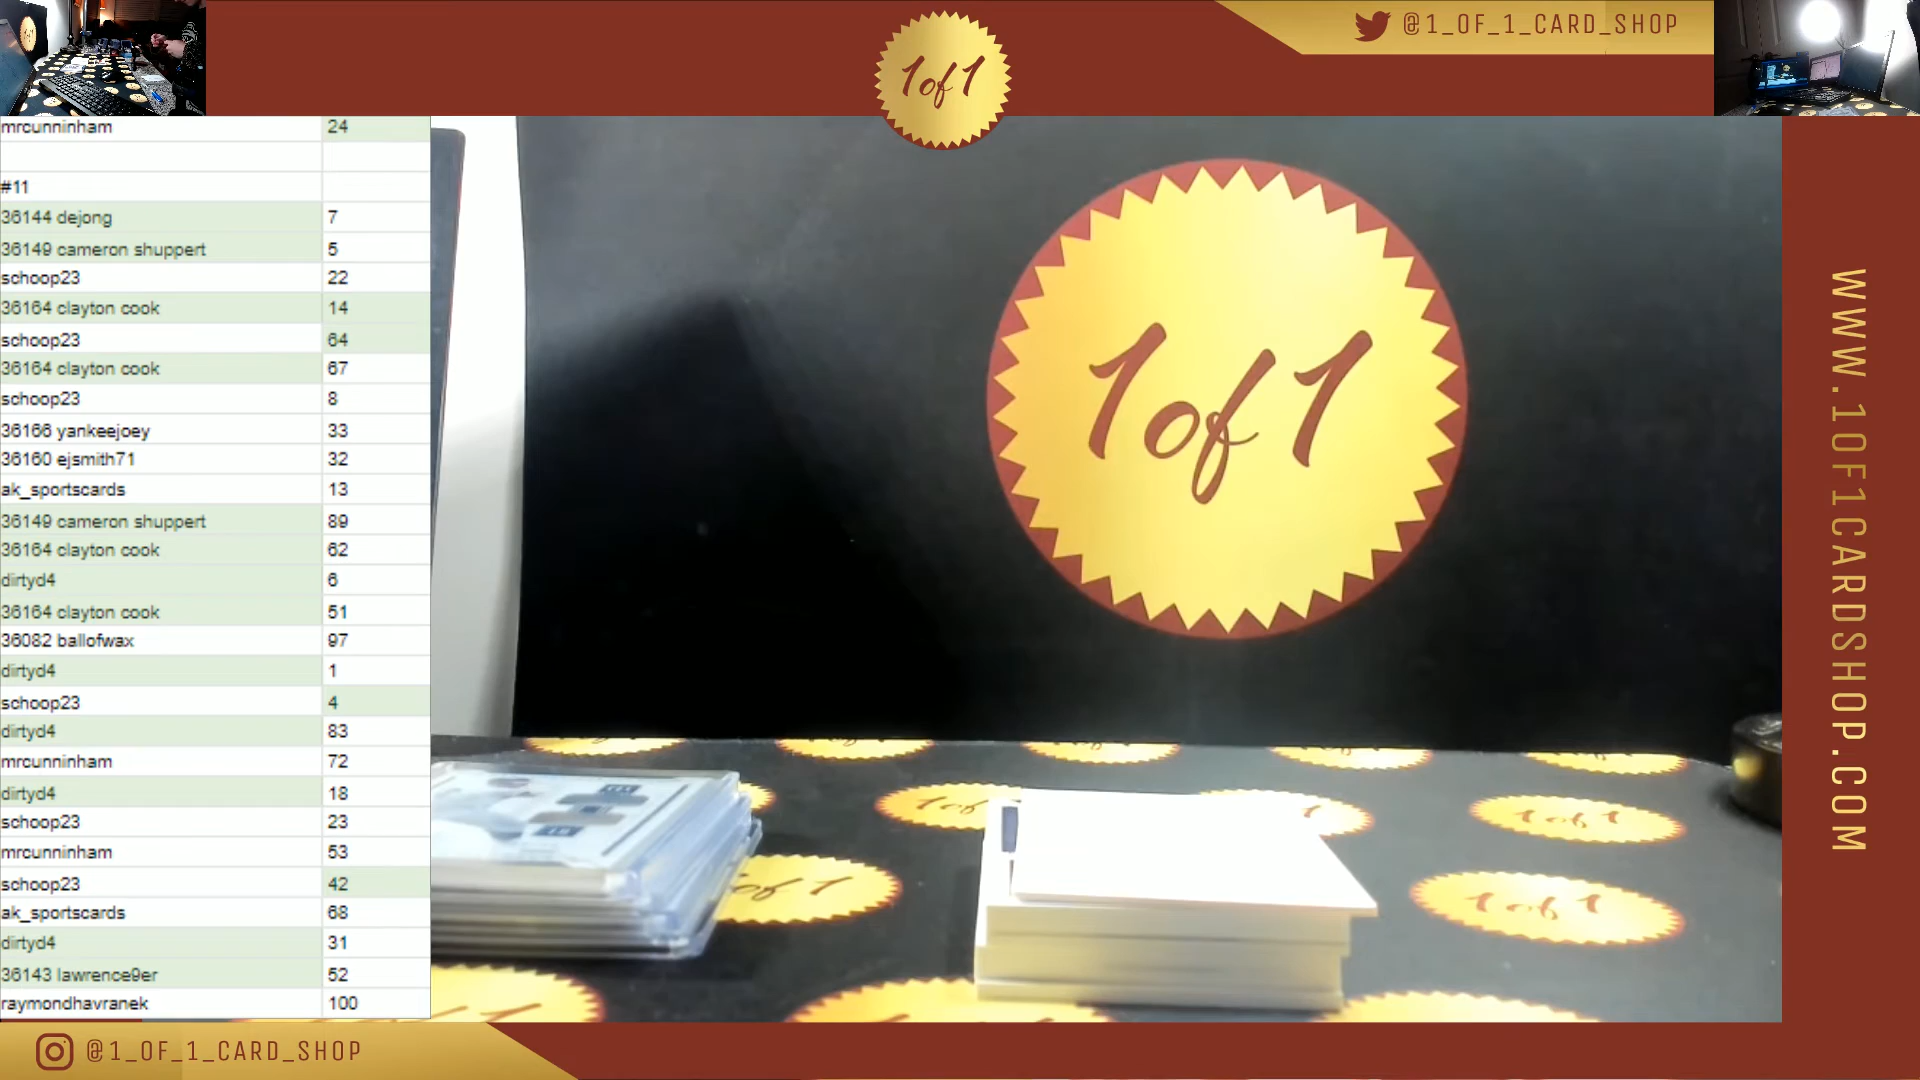 @1_OF_1_CARD_SHOP
1of1
mrcunninham 24
#11
36144 dejong 7
36149 cameron shuppert 5
schoop23 22
36164 clayton cook 14
schoop23 64
36164 clayton cook 67
schoop23 8
36166 yankeejoey 33
36160 ejsmith71 32
ak_sportscards 13
36149 cameron shuppert 89
36164 clayton cook 62
dirtyd4 6
36164 clayton cook 51
36082 ballofwax 97
dirtyd4 1
schoop23 4
dirtyd4 83
mrcunninham 72
dirtyd4 18
schoop23 23
mrcunninham 53
schoop23 42
ak_sportscards 68
dirtyd4 31
36143 lawrence9er 52
raymondhavranek 100
1of1
1of1
1of1
1of1
WWW.1OF1CARDSHOP.COM
@1_OF_1_CARD_SHOP